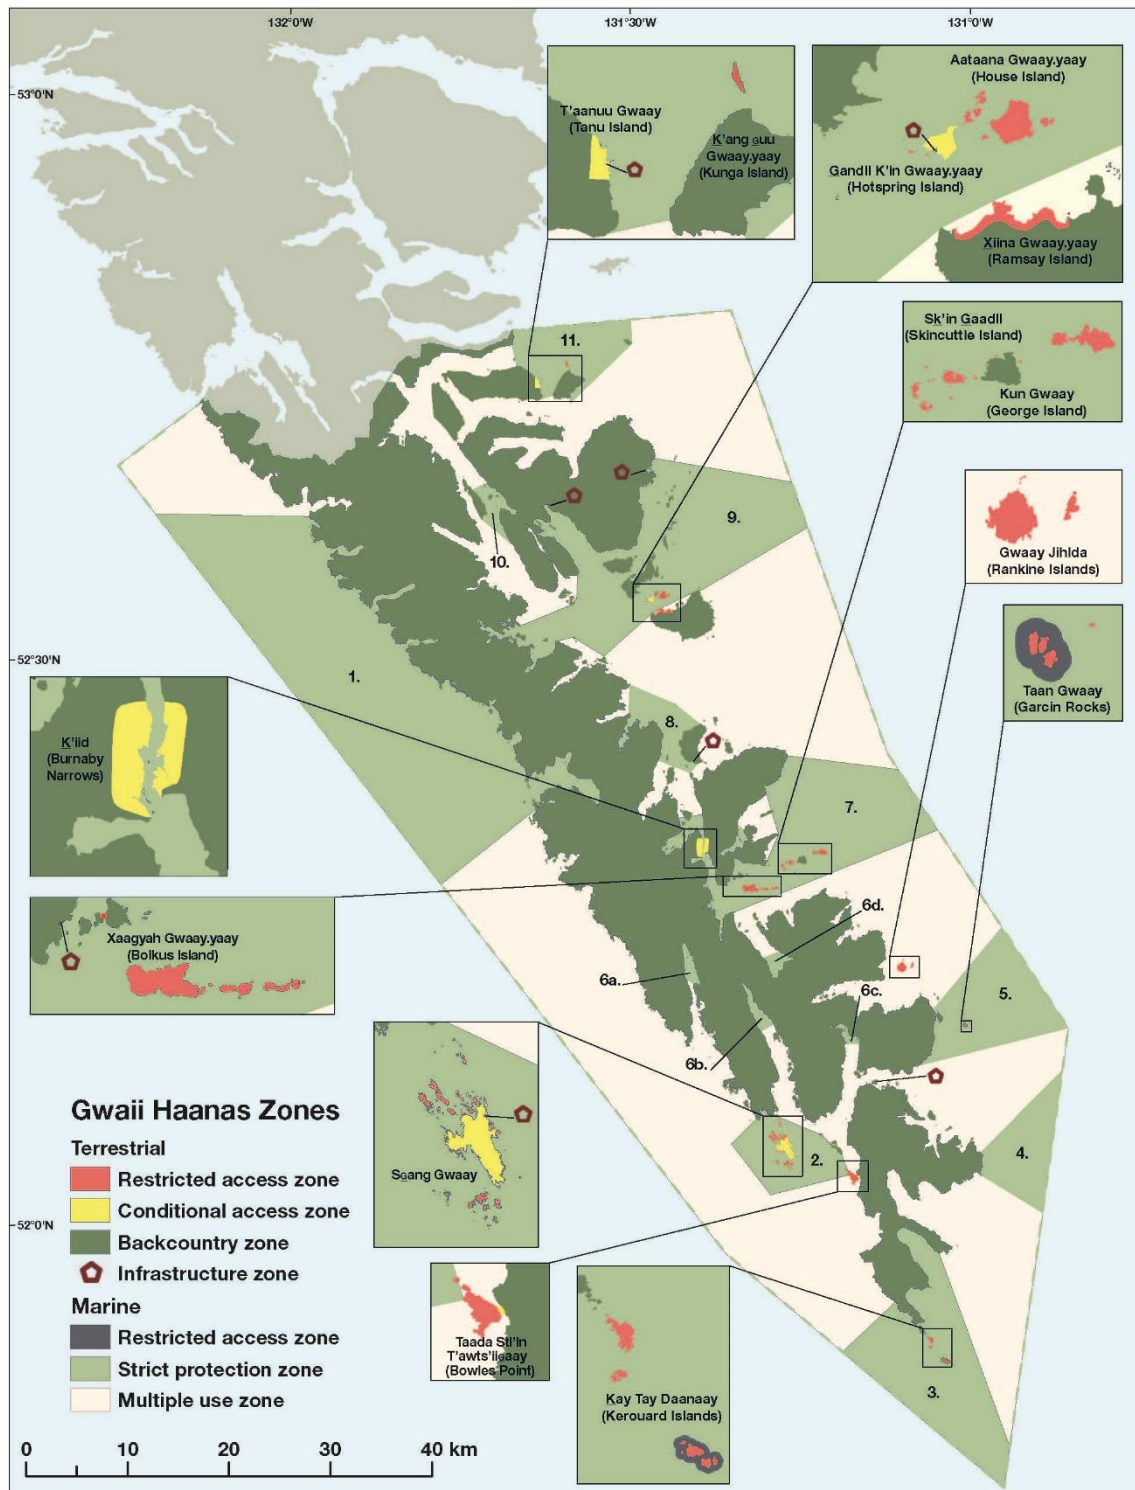 132°0'W
131°30'W
131°0'W
53°0'N
52°30'N
52°0'N
T'aanuu Gwaay
(Tanu Island)
K'ang guu
Gwaay.yaay
(Kunga Island)
Aataana Gwaay.yaay
(House Island)
Gandll K'in Gwaay.yaay
(Hotspring Island)
Xiina Gwaay.yaay
(Ramsay Island)
Sk'in Gaadll
(Skincuttle Island)
Kun Gwaay
(George Island)
Gwaay Jihlda
(Rankine Islands)
Taan Gwaay
(Garcin Rocks)
11.
9.
10.
1.
8.
7.
K'iid
(Burnaby
Narrows)
Xaagyah Gwaay.yaay
(Bolkus Island)
6d.
6a.
6c.
5.
6b.
Sgang Gwaay
2.
4.
Taada Stl'in
T'awts'iigaay
(Bowles Point)
Kay Tay Daanaay
(Kerouard Islands)
3.
Gwaii Haanas Zones
Terrestrial
Restricted access zone
Conditional access zone
Backcountry zone
Infrastructure zone
Marine
Restricted access zone
Strict protection zone
Multiple use zone
0 10 20 40 km